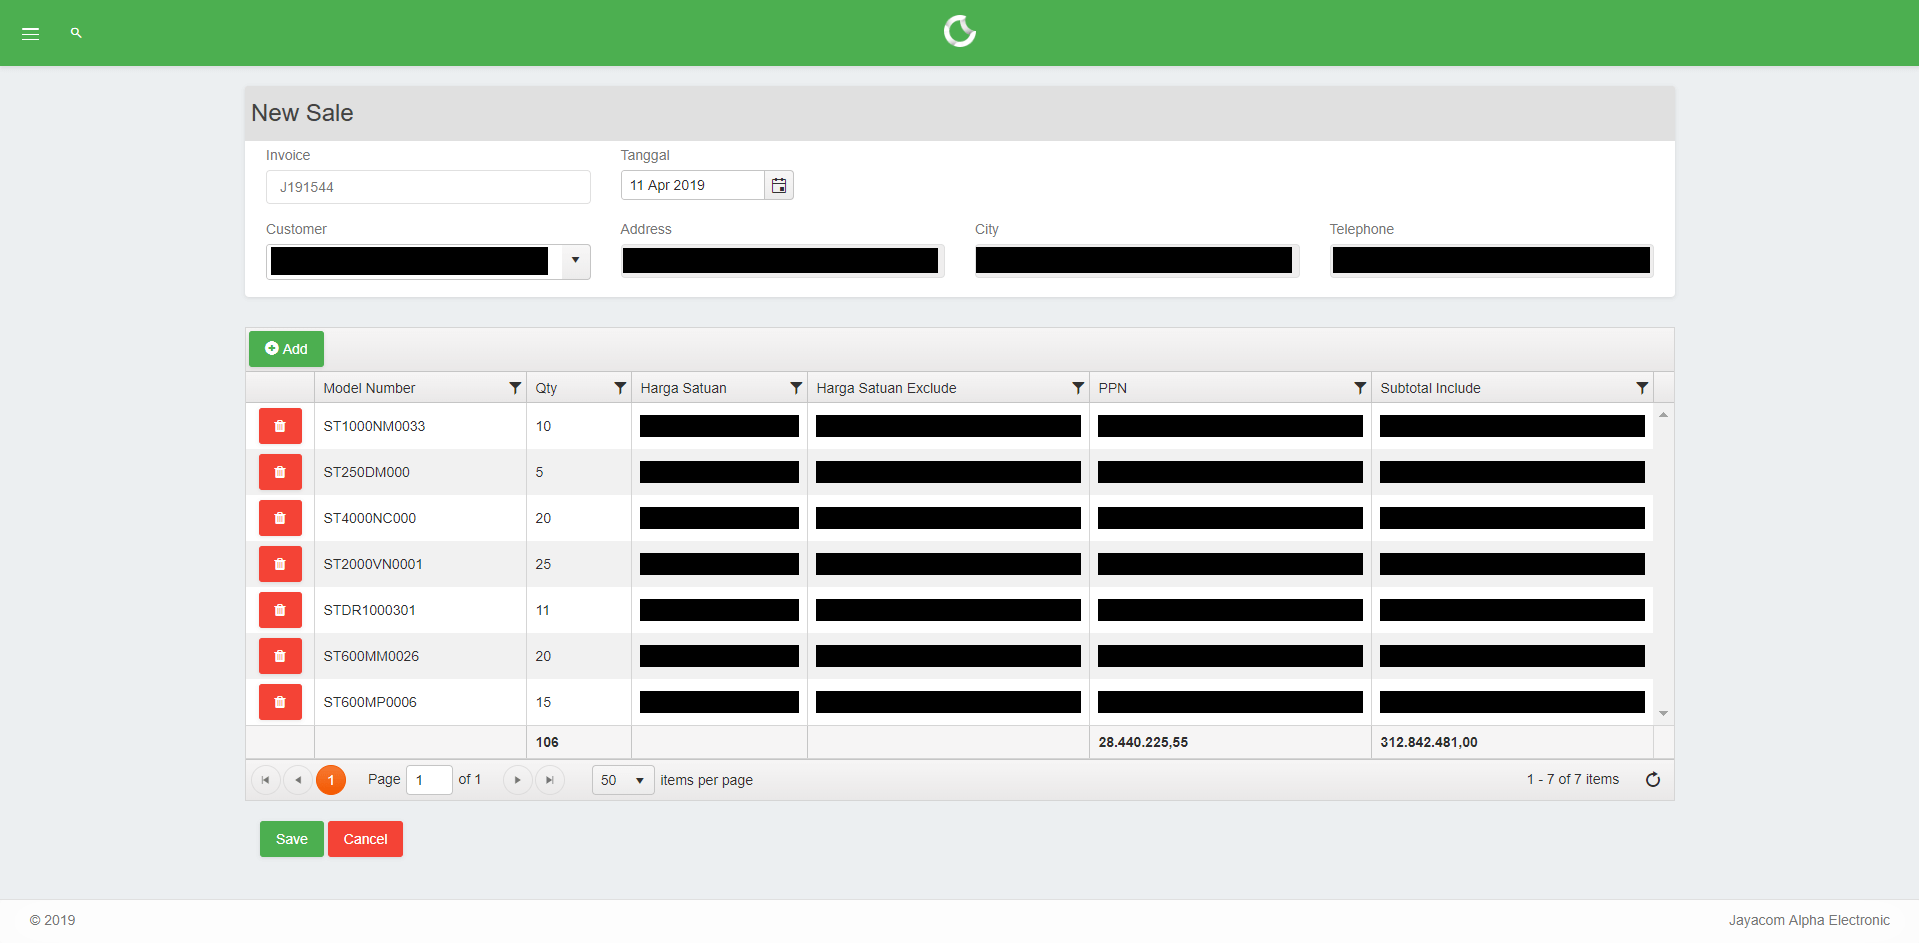 New Sale
Invoice Tanggal
J191544 11 Apr 2019
Customer Address City Telephone
Add
Model Number Qty Harga Satuan Harga Satuan Exclude PPN Subtotal Include
ST1000NM0033 10
ST250DM000 5
ST4000NC000 20
ST2000VN0001 25
STDR1000301 11
ST600MM0026 20
ST600MP0006 15
106 28.440.225,55 312.842.481,00
1 Page 1 of 1 50 items per page 1 - 7 of 7 items
Save Cancel
© 2019 Jayacom Alpha Electronic